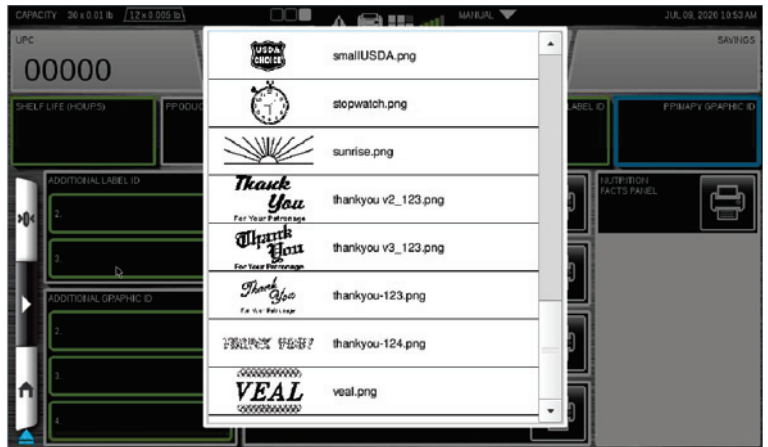 CAPACITY 30 x 0.01 lb 12 x 0.005 lb
MANUAL
JUL 09, 2020 10:53 AM
UPC
00000
SAVINGS
SHELF LIFE (HOURS)
LABEL ID
PRIMARY GRAPHIC ID
USDA
CHOICE
smallUSDA.png
stopwatch.png
sunrise.png
Thank
You
For Your Patronage
thankyou v2_123.png
Thank
You
For Your Patronage
thankyou v3_123.png
Thank
You
For Your Patronage
thankyou-123.png
thankyou-124.png
VEAL
veal.png
ADDITIONAL LABEL ID
2.
3.
ADDITIONAL GRAPHIC ID
2.
3.
4.
NUTRITION
FACTS PANEL
>0<